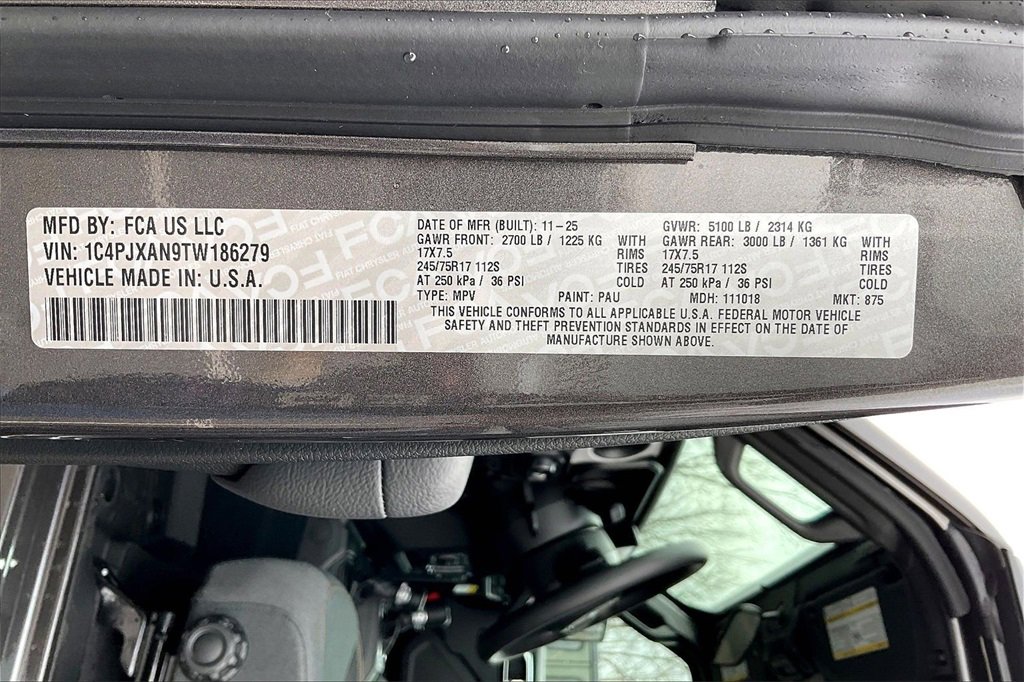 MFD BY: FCA US LLC
VIN: 1C4PJXAN9TW186279
VEHICLE MADE IN: U.S.A.
DATE OF MFR (BUILT): 11-25
GAWR FRONT: 2700 LB / 1225 KG WITH
17X7.5 RIMS
245/75R17 112S TIRES
AT 250 kPa / 36 PSI COLD
TYPE: MPV PAINT: PAU
GVWR: 5100 LB / 2314 KG
GAWR REAR: 3000 LB / 1361 KG WITH
17X7.5 RIMS
245/75R17 112S TIRES
AT 250 kPa / 36 PSI COLD
MDH: 111018 MKT: 875
THIS VEHICLE CONFORMS TO ALL APPLICABLE U.S.A. FEDERAL MOTOR VEHICLE
SAFETY AND THEFT PREVENTION STANDARDS IN EFFECT ON THE DATE OF
MANUFACTURE SHOWN ABOVE.